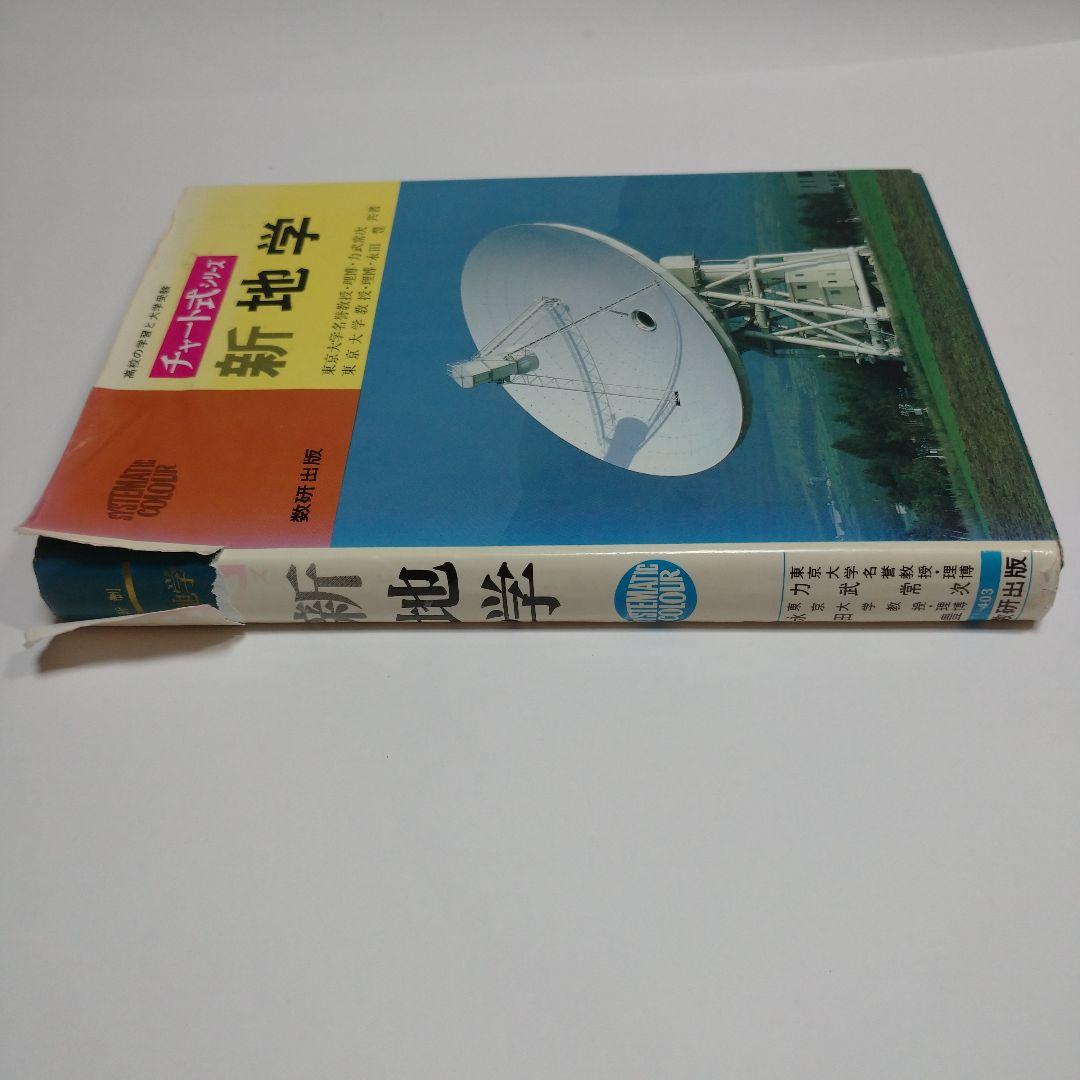 高校の学習と大学受験
チャート式シリーズ
新 地 学
東京大学名誉教授・理博・力武常次 共著
東京大学教授・理博・永田 豊
SYSTEMATIC
COLOUR
数研出版
地学
新 地 学
SYSTEMATIC
COLOUR
東京大学名誉教授・理博
力武常次
東京大学教授・理博
永田 豊
403
数研出版